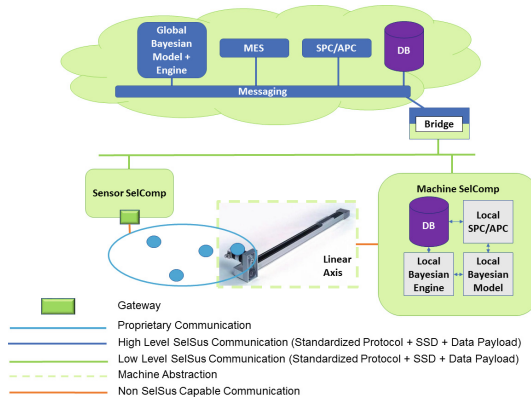 Global
Bayesian
Model +
Engine
MES
SPC/APC
DB
Messaging
Bridge
Sensor SelComp
Machine SelComp
DB
Local
SPC/APC
Local
Bayesian
Engine
Local
Bayesian
Model
Linear
Axis
Gateway
Proprietary Communication
High Level SelSus Communication (Standardized Protocol + SSD + Data Payload)
Low Level SelSus Communication (Standardized Protocol + SSD + Data Payload)
Machine Abstraction
Non SelSus Capable Communication